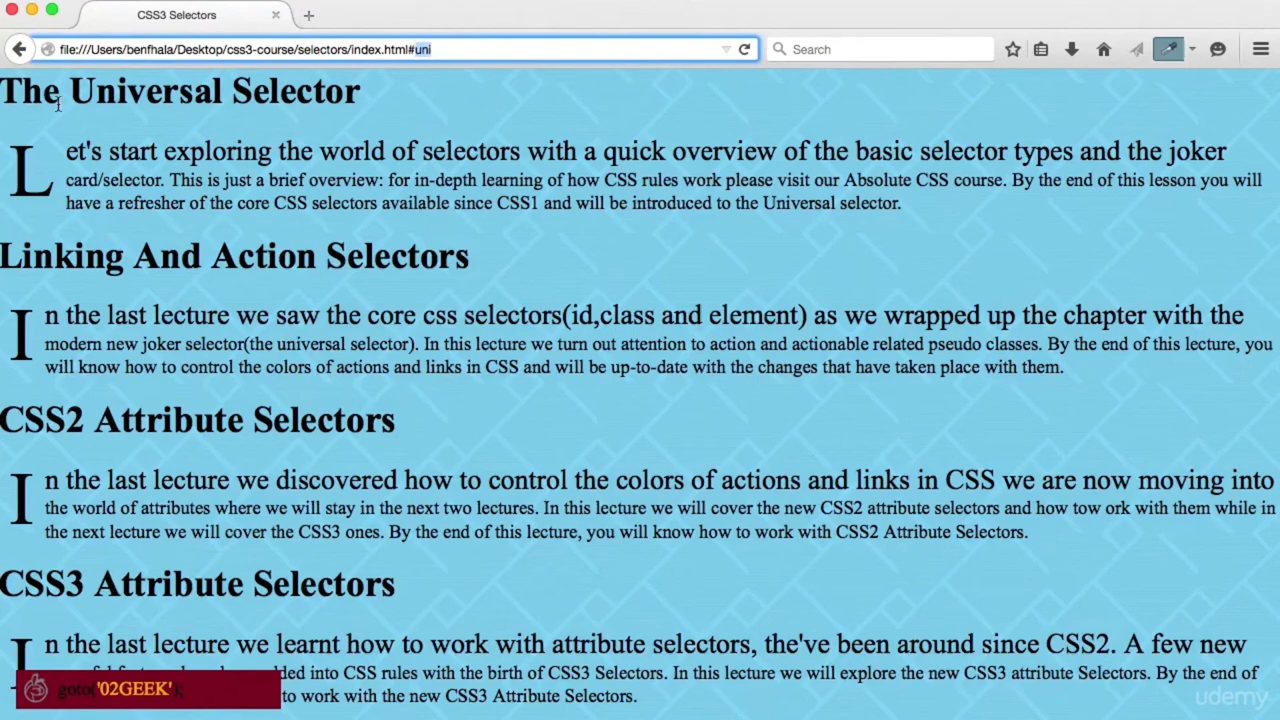 CSS3 Selectors
file:///Users/benfhala/Desktop/css3-course/selectors/index.html#uni
Search
The Universal Selector
Let's start exploring the world of selectors with a quick overview of the basic selector types and the joker
card/selector. This is just a brief overview: for in-depth learning of how CSS rules work please visit our Absolute CSS course. By the end of this lesson you will
have a refresher of the core CSS selectors available since CSS1 and will be introduced to the Universal selector.
Linking And Action Selectors
In the last lecture we saw the core css selectors(id,class and element) as we wrapped up the chapter with the
modern new joker selector(the universal selector). In this lecture we turn out attention to action and actionable related pseudo classes. By the end of this lecture, you
will know how to control the colors of actions and links in CSS and will be up-to-date with the changes that have taken place with them.
CSS2 Attribute Selectors
In the last lecture we discovered how to control the colors of actions and links in CSS we are now moving into
the world of attributes where we will stay in the next two lectures. In this lecture we will cover the new CSS2 attribute selectors and how tow ork with them while in
the next lecture we will cover the CSS3 ones. By the end of this lecture, you will know how to work with CSS2 Attribute Selectors.
CSS3 Attribute Selectors
In the last lecture we learnt how to work with attribute selectors, the've been around since CSS2. A few new
into CSS rules with the birth of CSS3 Selectors. In this lecture we will explore the new CSS3 attribute Selectors. By the end of
to work with the new CSS3 Attribute Selectors.
goto('02GEEK');
udemy